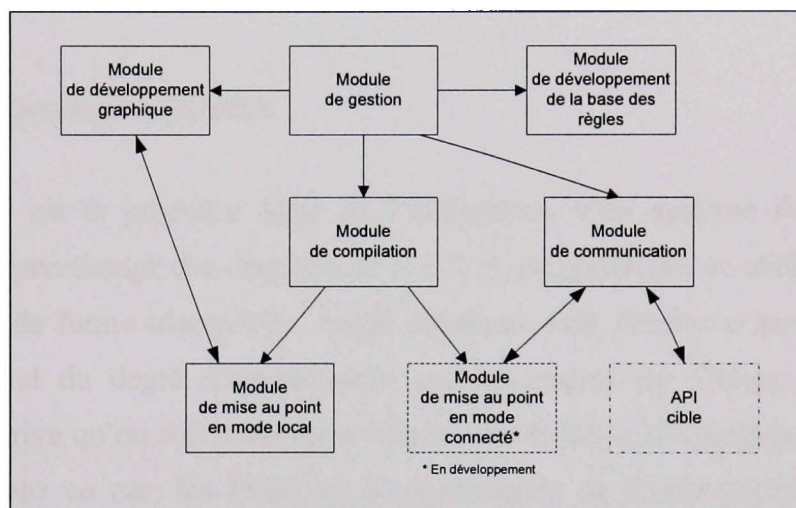 Module
de développement
graphique
Module
de gestion
Module
de développement
de la base des
règles
Module
de compilation
Module
de communication
Module
de mise au point
en mode local
Module
de mise au point
en mode
connecté*
API
cible
* En développement